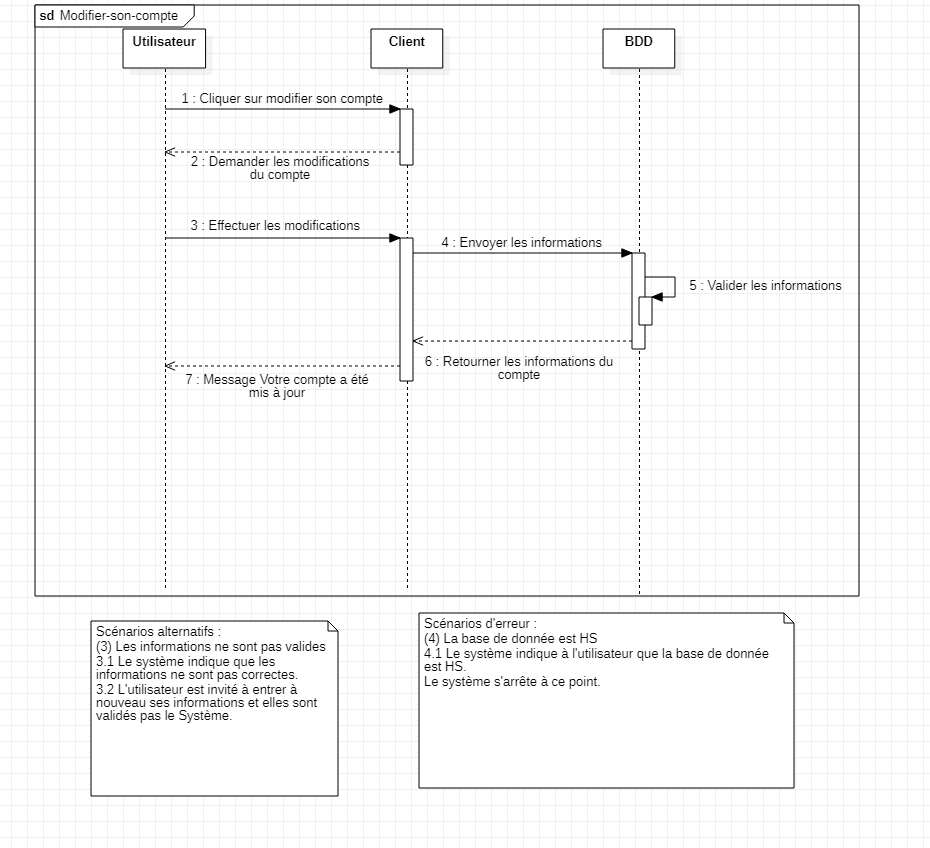 sd Modifier-son-compte
Utilisateur
Client
BDD
1 : Cliquer sur modifier son compte
2 : Demander les modifications
du compte
3 : Effectuer les modifications
4 : Envoyer les informations
5 : Valider les informations
6 : Retourner les informations du
compte
7 : Message Votre compte a été
mis à jour
Scénarios alternatifs :
(3) Les informations ne sont pas valides
3.1 Le système indique que les
informations ne sont pas correctes.
3.2 L'utilisateur est invité à entrer à
nouveau ses informations et elles sont
validés pas le Système.
Scénarios d'erreur :
(4) La base de donnée est HS
4.1 Le système indique à l'utilisateur que la base de donnée
est HS.
Le système s'arrête à ce point.